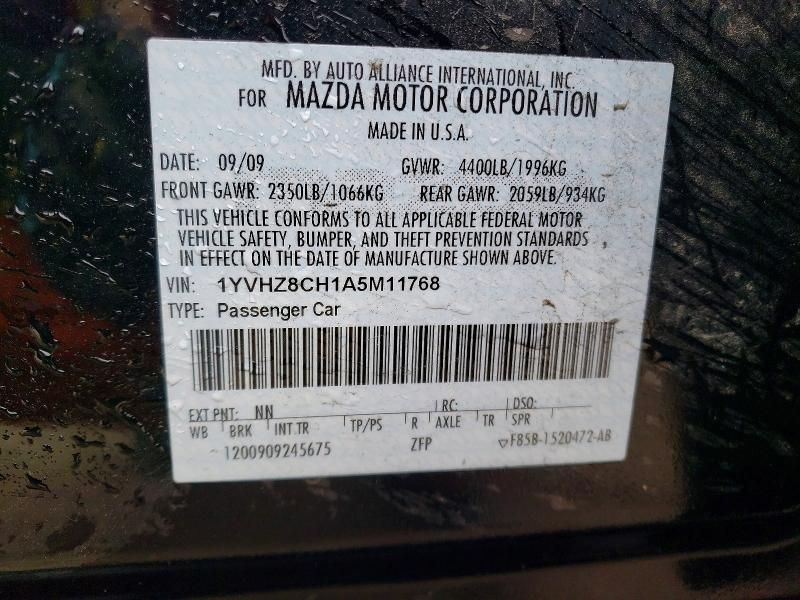 MFD. BY AUTO ALLIANCE INTERNATIONAL, INC.
FOR MAZDA MOTOR CORPORATION
MADE IN U.S.A.
DATE: 09/09 GVWR: 4400LB/1996KG
FRONT GAWR: 2350LB/1066KG REAR GAWR: 2059LB/934KG
THIS VEHICLE CONFORMS TO ALL APPLICABLE FEDERAL MOTOR
VEHICLE SAFETY, BUMPER, AND THEFT PREVENTION STANDARDS
IN EFFECT ON THE DATE OF MANUFACTURE SHOWN ABOVE.
VIN: 1YVHZ8CH1A5M11768
TYPE: Passenger Car
EXT PNT: NN RC: DSO:
WB BRK INT TR TP/PS R AXLE TR SPR
1200909245675 ZFP F85B-1520472-AB